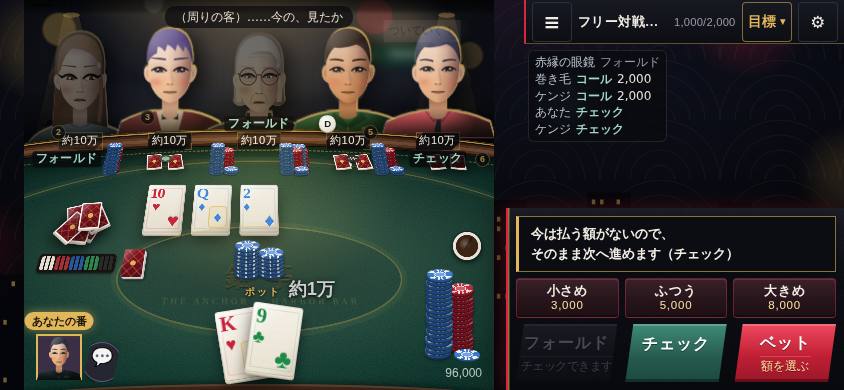 （周りの客）……今の、見たか
3
2
約10万
約10万
フォールド
約10万
D
約10万
5
約10万
フォールド
チェック
6
10
Q
2
ポット 約1万
THE ANCHOR HARBOR BAR
K
9
あなたの番
96,000
フリー対戦…
1,000/2,000
目標 ▾
赤縁の眼鏡 フォールド
巻き毛 コール 2,000
ケンジ コール 2,000
あなた チェック
ケンジ チェック
今は払う額がないので、
そのまま次へ進めます（チェック）
小さめ
3,000
ふつう
5,000
大きめ
8,000
フォールド
チェックできます
チェック
ベット
額を選ぶ